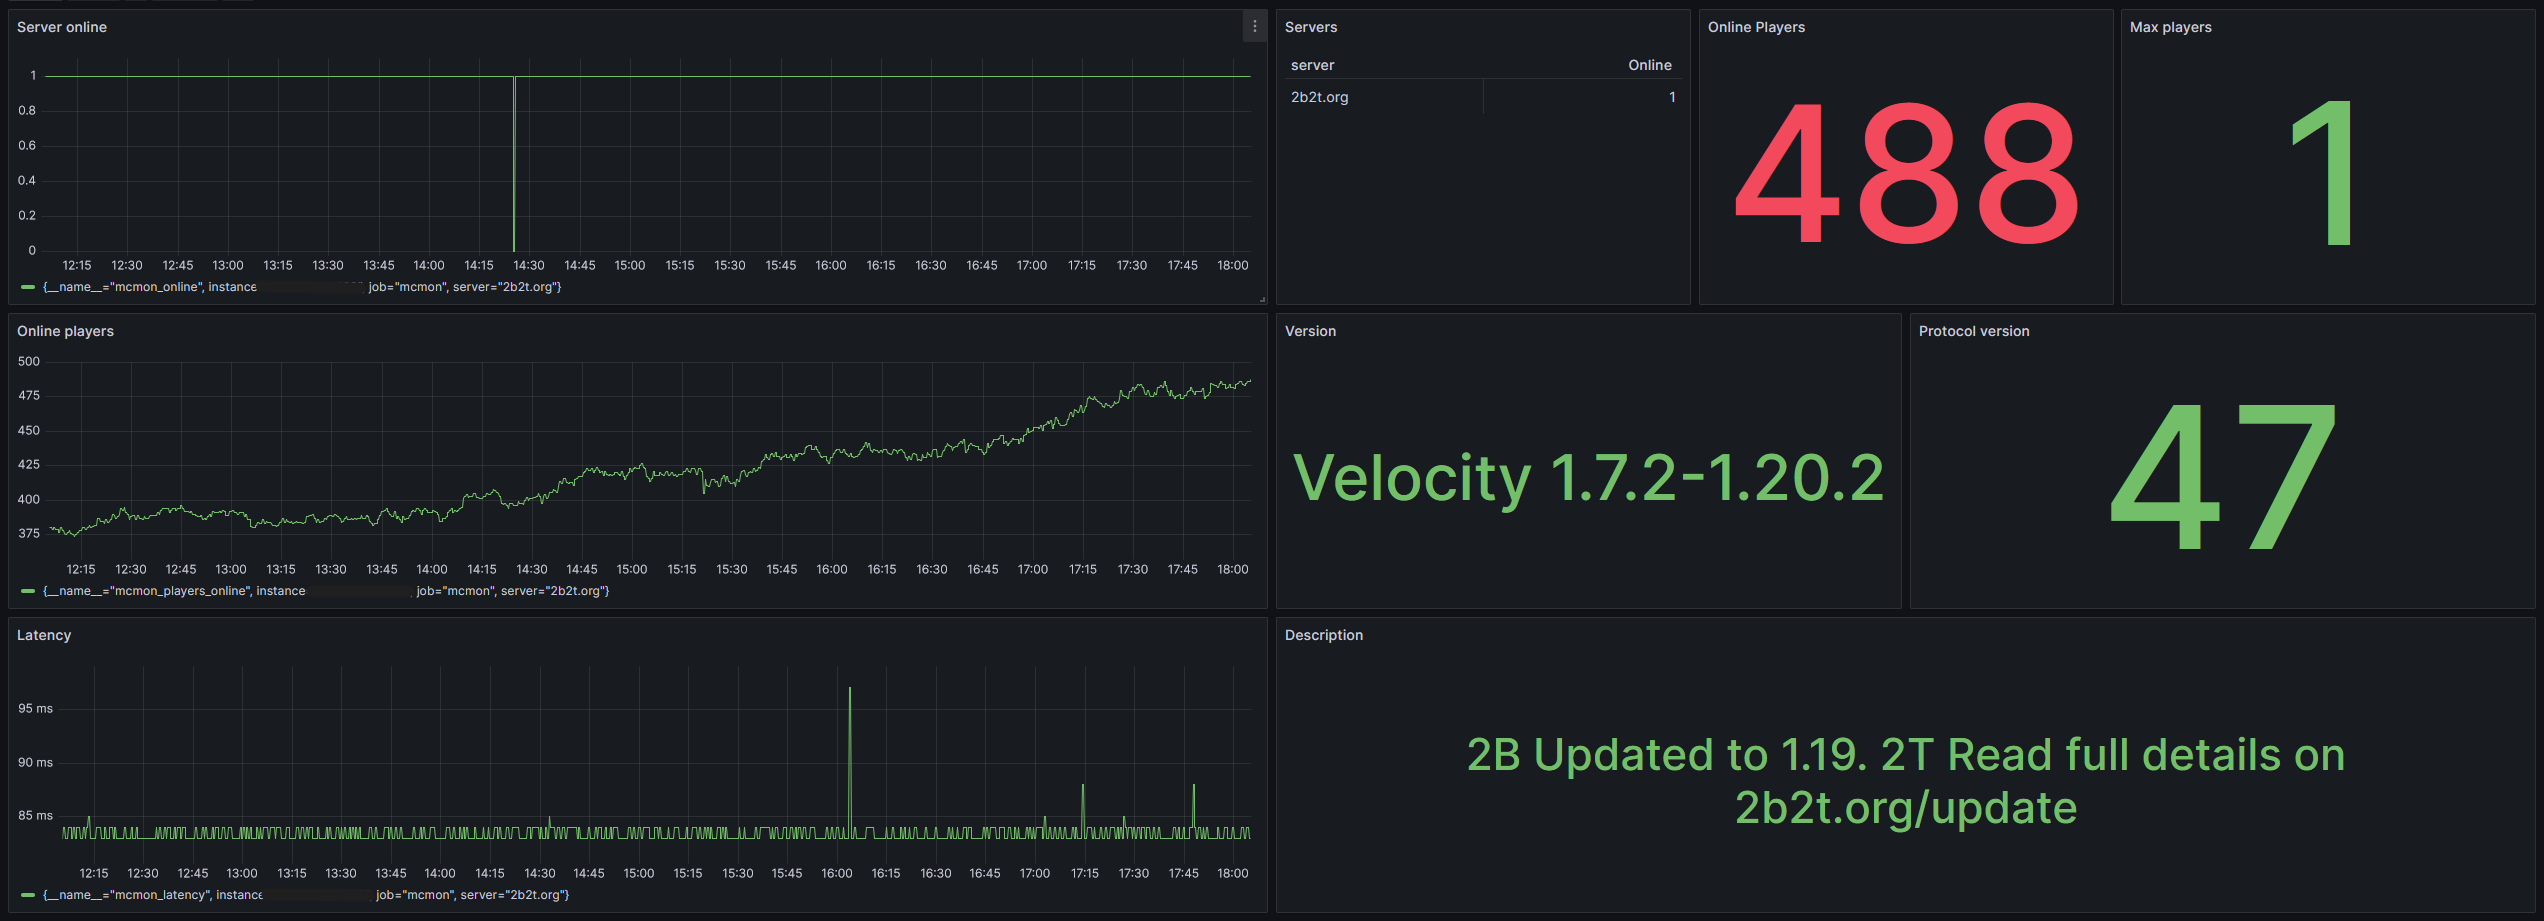 Server online
1
0.8
0.6
0.4
0.2
0
12:15 12:30 12:45 13:00 13:15 13:30 13:45 14:00 14:15 14:30 14:45 15:00 15:15 15:30 15:45 16:00 16:15 16:30 16:45 17:00 17:15 17:30 17:45 18:00
{__name__="mcmon_online", instance job="mcmon", server="2b2t.org"}
Servers
server Online
2b2t.org 1
Online Players
488
Max players
1
Online players
500
475
450
425
400
375
12:15 12:30 12:45 13:00 13:15 13:30 13:45 14:00 14:15 14:30 14:45 15:00 15:15 15:30 15:45 16:00 16:15 16:30 16:45 17:00 17:15 17:30 17:45 18:00
{__name__="mcmon_players_online", instance job="mcmon", server="2b2t.org"}
Version
Velocity 1.7.2-1.20.2
Protocol version
47
Latency
95 ms
90 ms
85 ms
12:15 12:30 12:45 13:00 13:15 13:30 13:45 14:00 14:15 14:30 14:45 15:00 15:15 15:30 15:45 16:00 16:15 16:30 16:45 17:00 17:15 17:30 17:45 18:00
{__name__="mcmon_latency", instance job="mcmon", server="2b2t.org"}
Description
2B Updated to 1.19. 2T Read full details on
2b2t.org/update